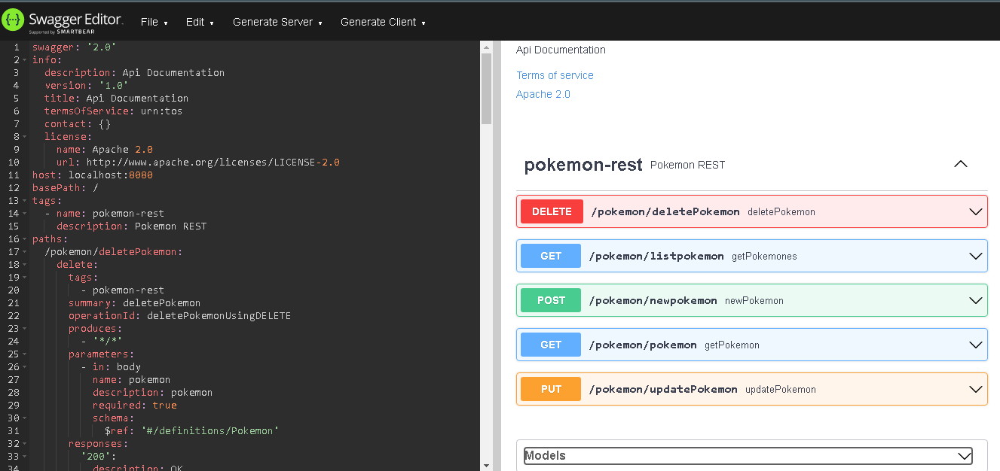 Swagger Editor.
Supported by SMARTBEAR
File
Edit
Generate Server
Generate Client
1 swagger: '2.0'
2 info:
3 description: Api Documentation
4 version: '1.0'
5 title: Api Documentation
6 termsOfService: urn:tos
7 contact: {}
8 license:
9 name: Apache 2.0
10 url: http://www.apache.org/licenses/LICENSE-2.0
11 host: localhost:8080
12 basePath: /
13 tags:
14 - name: pokemon-rest
15 description: Pokemon REST
16 paths:
17 /pokemon/deletePokemon:
18 delete:
19 tags:
20 - pokemon-rest
21 summary: deletePokemon
22 operationId: deletePokemonUsingDELETE
23 produces:
24 - '*/*'
25 parameters:
26 - in: body
27 name: pokemon
28 description: pokemon
29 required: true
30 schema:
31 $ref: '#/definitions/Pokemon'
32 responses:
33 '200':
34 description: OK
Api Documentation
Terms of service
Apache 2.0
pokemon-rest Pokemon REST
DELETE /pokemon/deletePokemon deletePokemon
GET /pokemon/listpokemon getPokemones
POST /pokemon/newpokemon newPokemon
GET /pokemon/pokemon getPokemon
PUT /pokemon/updatePokemon updatePokemon
Models